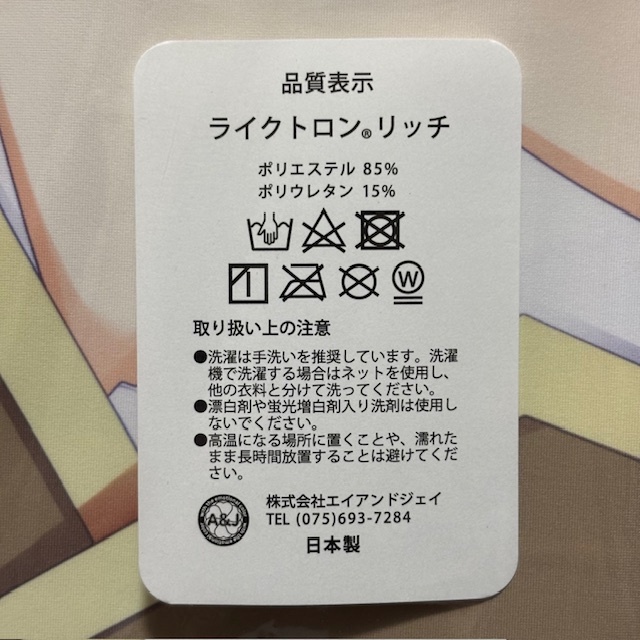 品質表示
ライクトロン®リッチ
ポリエステル 85%
ポリウレタン 15%
W
取り扱い上の注意
●洗濯は手洗いを推奨しています。洗濯
機で洗濯する場合はネットを使用し、
他の衣料と分けて洗ってください。
●漂白剤や蛍光増白剤入り洗剤は使用し
ないでください。
●高温になる場所に置くことや、濡れた
まま長時間放置することは避けてくだ
さい。
A&J
株式会社エイアンドジェイ
TEL (075)693-7284
日本製